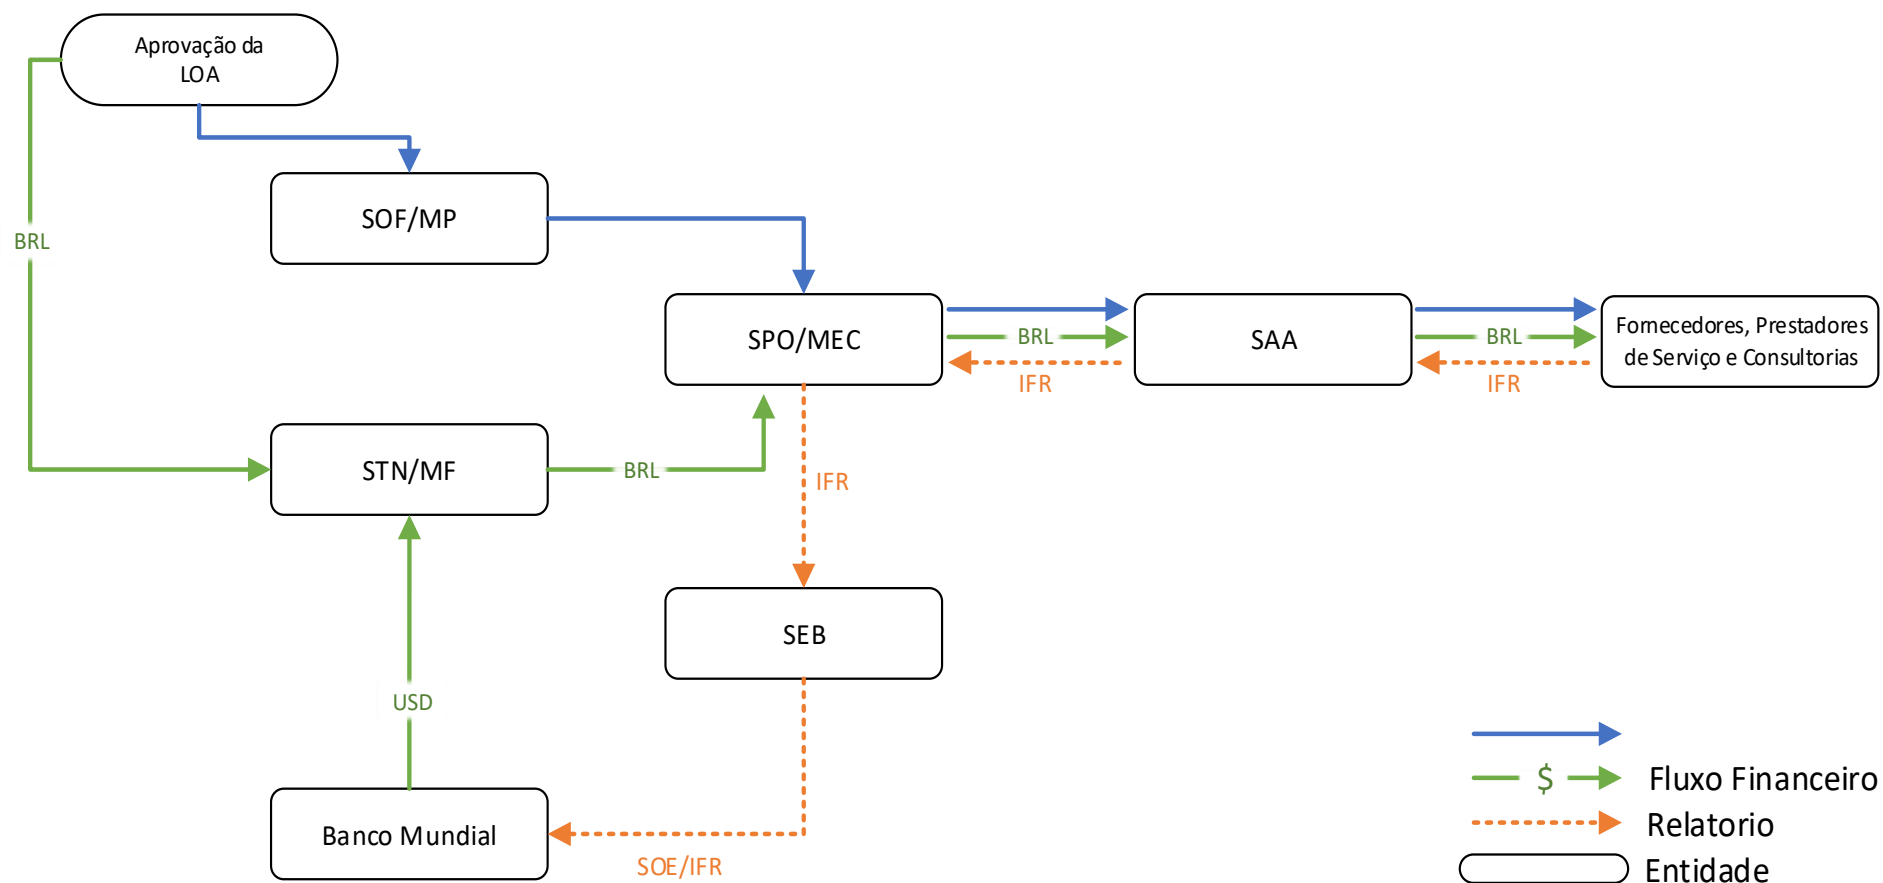 Aprovação da
LOA
SOF/MP
BRL
SPO/MEC
BRL
IFR
SAA
BRL
IFR
Fornecedores, Prestadores
de Serviço e Consultorias
STN/MF
BRL
IFR
SEB
USD
Banco Mundial
SOE/IFR
$
Fluxo Financeiro
Relatorio
Entidade